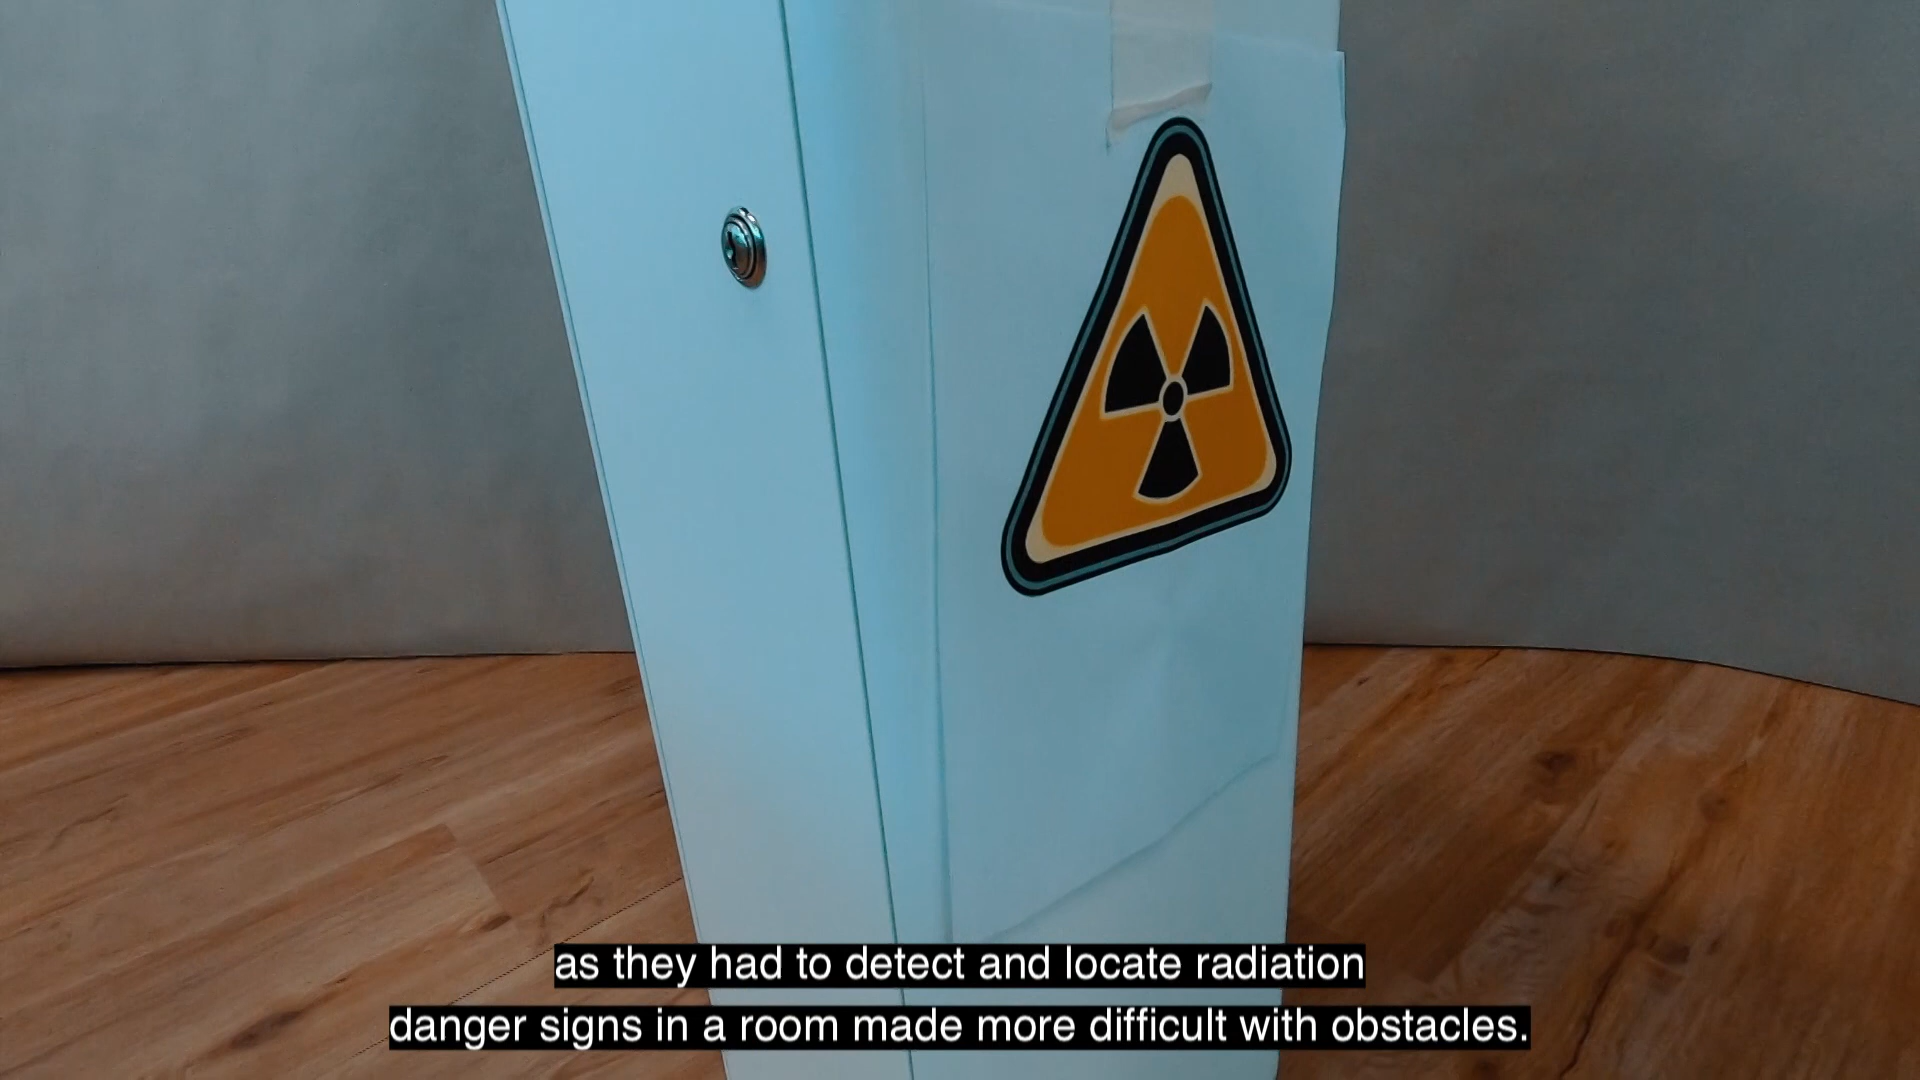 as they had to detect and locate radiation
danger signs in a room made more difficult with obstacles.